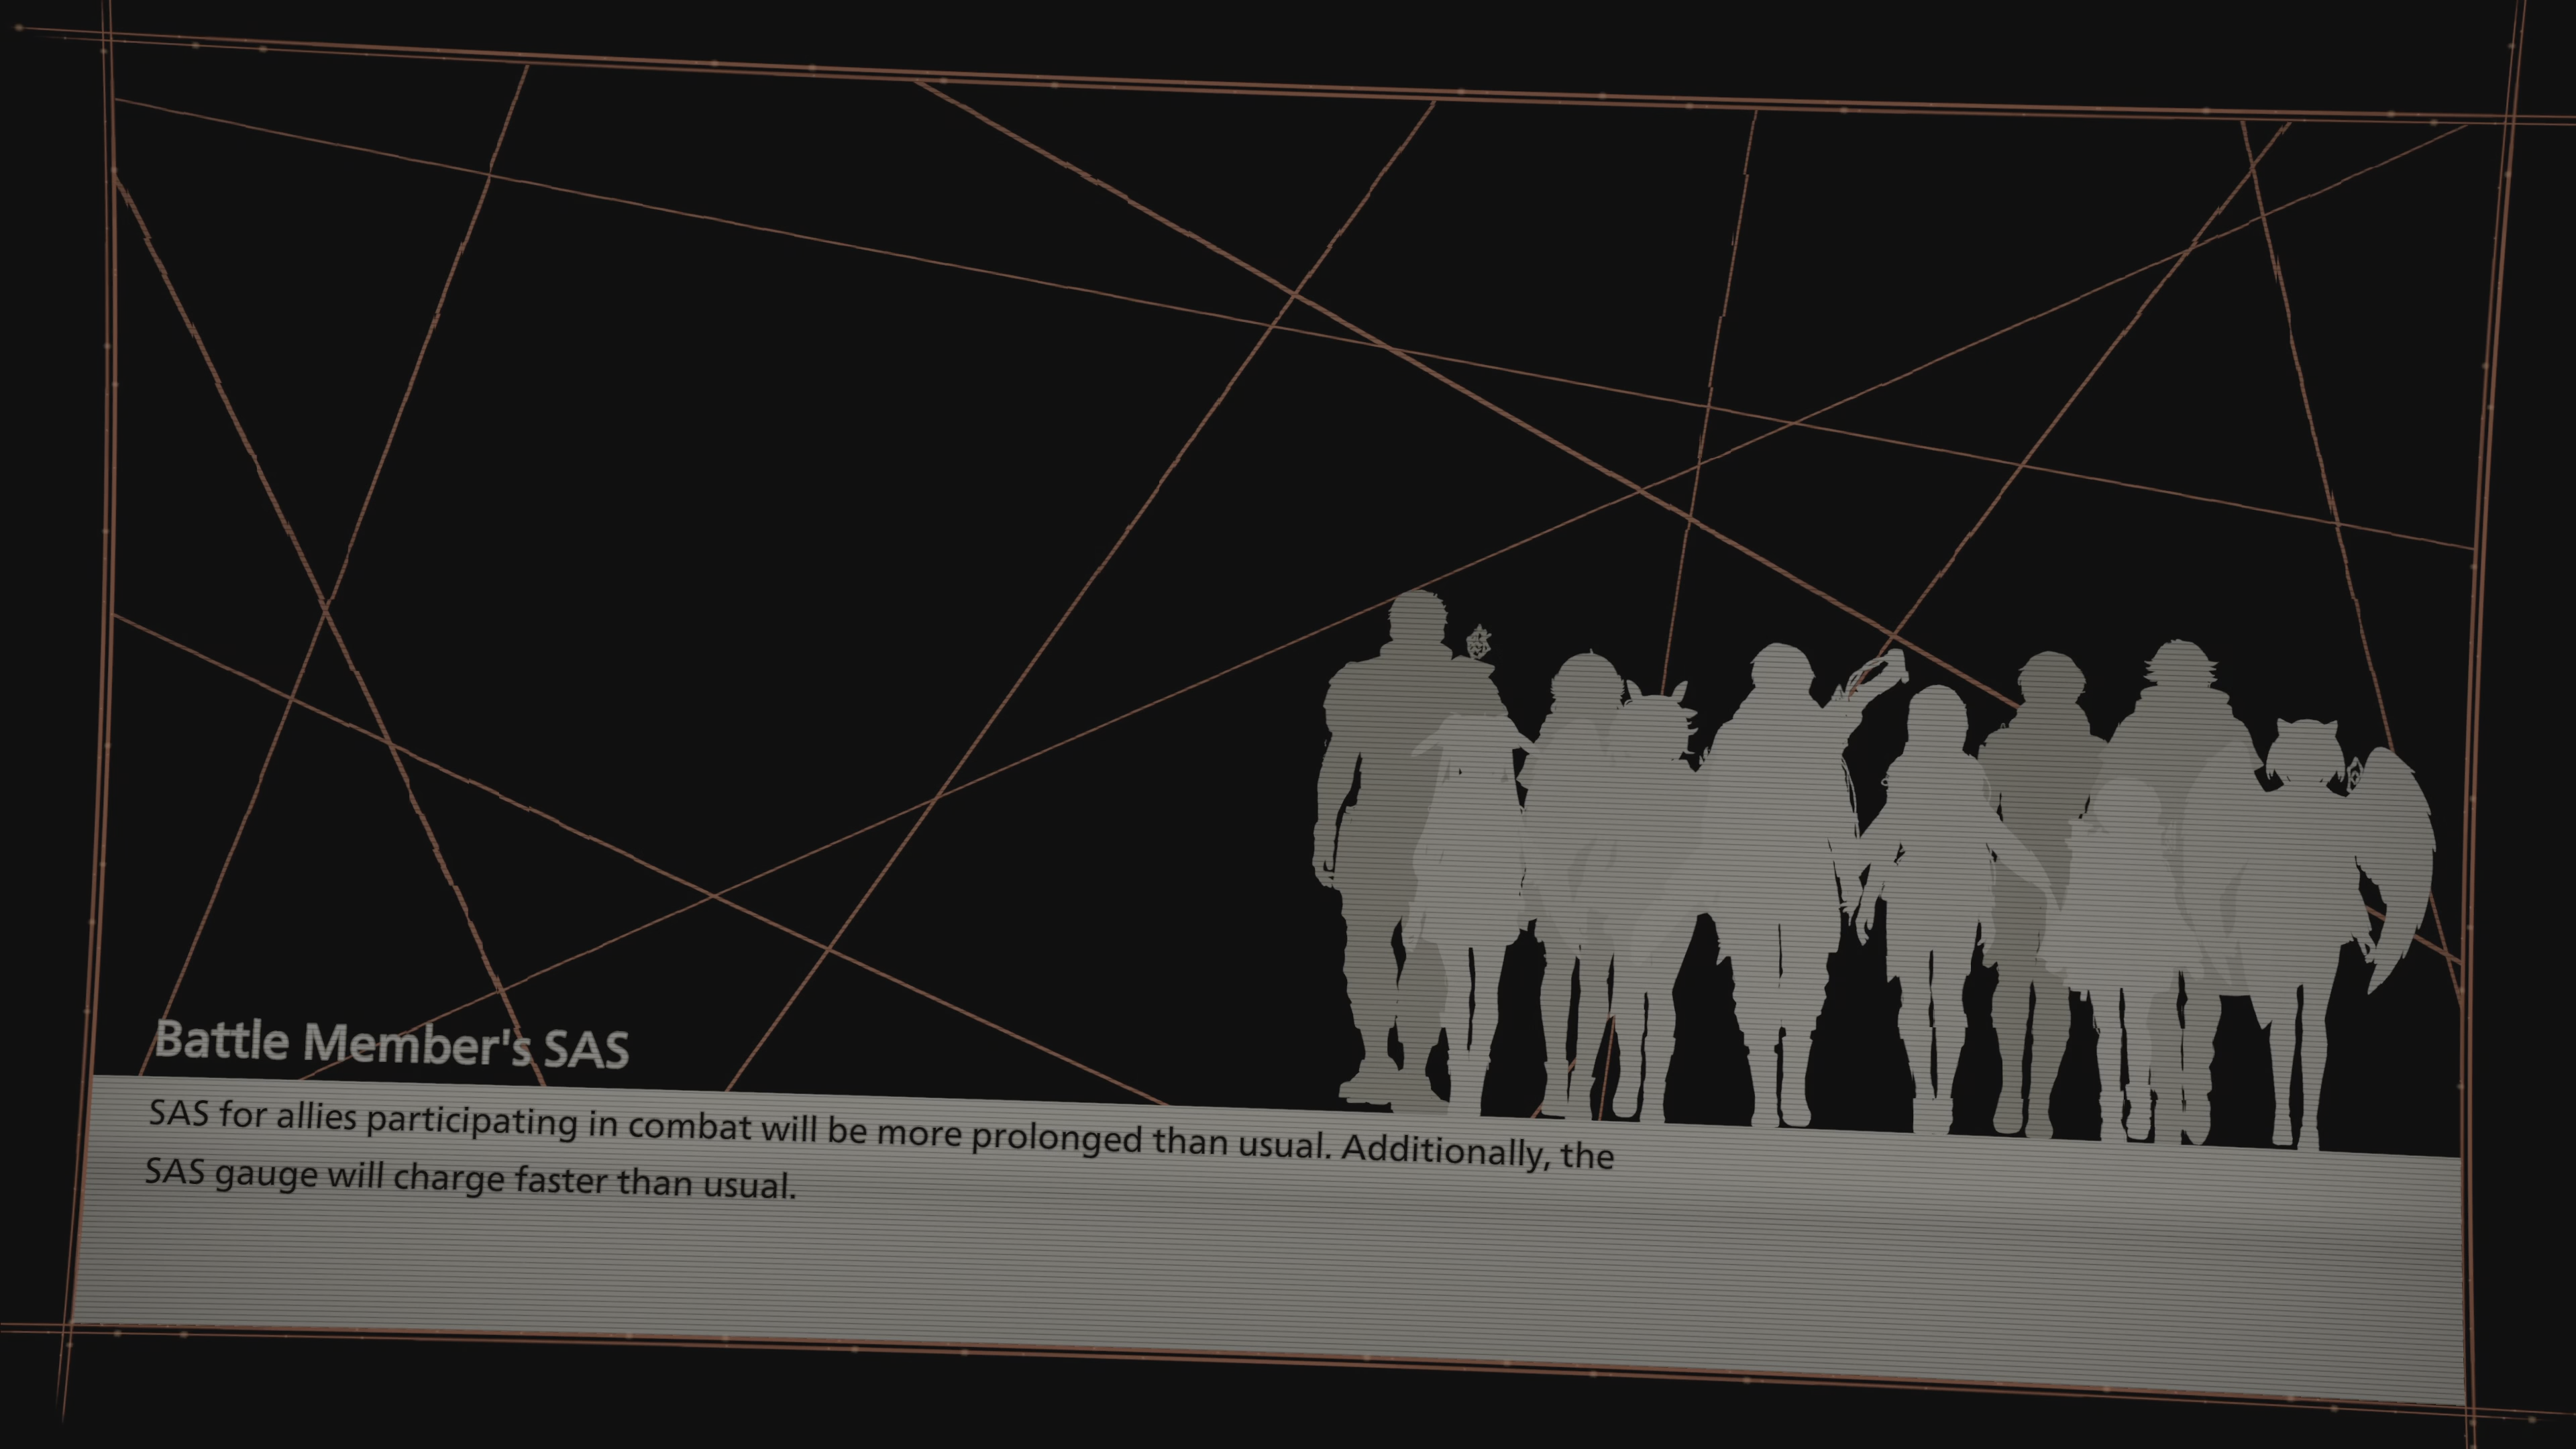 Battle Member's SAS
SAS for allies participating in combat will be more prolonged than usual. Additionally, the
SAS gauge will charge faster than usual.